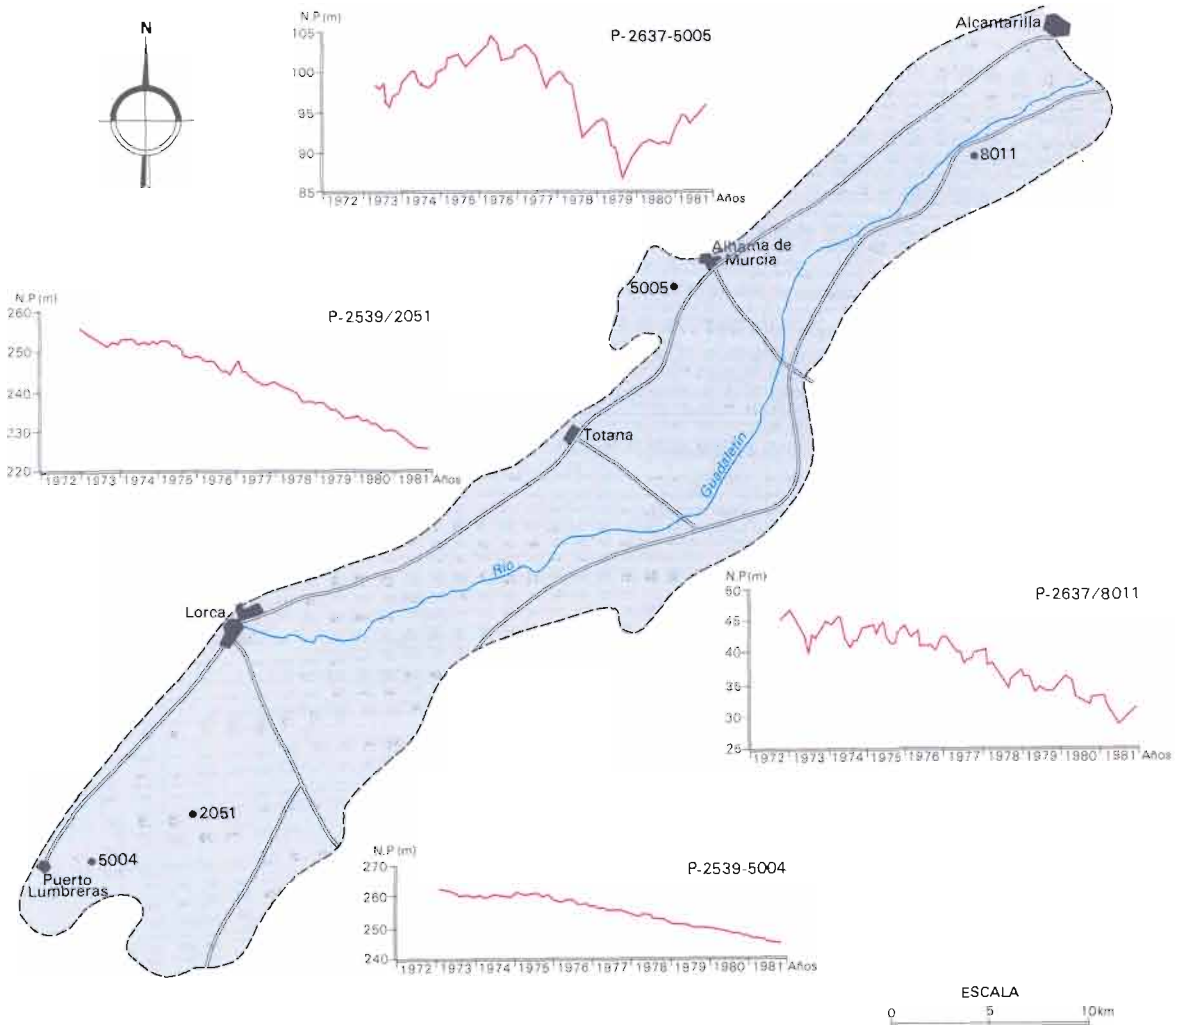 N
N.P (m)
P-2637-5005
105
100
95
90
85
1972 1973 1974 1975 1976 1977 1978 1979 1980 1981 Años
Alcantarilla
8011
Alhama de
Murcia
5005
N.P (m)
P-2539/2051
260
250
240
230
220
1972 1973 1974 1975 1976 1977 1978 1979 1980 1981 Años
Totana
Guadaletín
Río
Lorca
N.P (m)
P-2637/8011
50
45
40
35
30
25
1972 1973 1974 1975 1976 1977 1978 1979 1980 1981 Años
2051
5004
Puerto
Lumbreras
N.P (m)
P-2539-5004
270
260
250
240
1972 1973 1974 1975 1976 1977 1978 1979 1980 1981 Años
ESCALA
0 5 10km